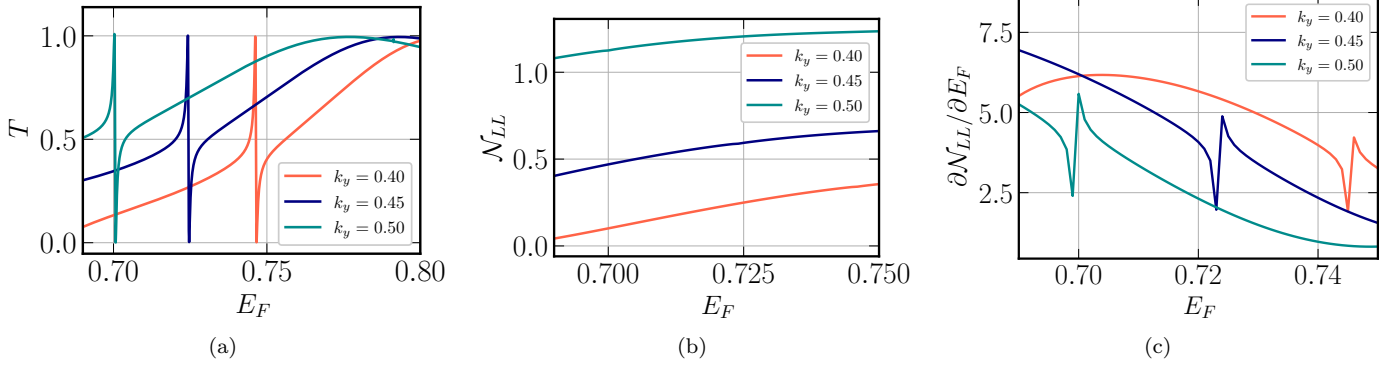 1.0
0.5
0.0
T
0.70
0.75
0.80
E_F
k_y = 0.40
k_y = 0.45
k_y = 0.50
(a)
1.0
0.5
0.0
𝒩_LL
0.700
0.725
0.750
E_F
k_y = 0.40
k_y = 0.45
k_y = 0.50
(b)
7.5
5.0
2.5
∂𝒩_LL/∂E_F
0.70
0.72
0.74
E_F
k_y = 0.40
k_y = 0.45
k_y = 0.50
(c)